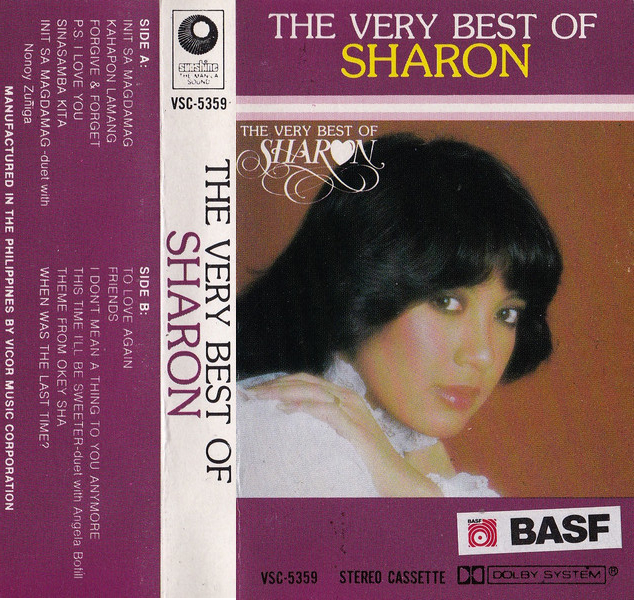 SIDE A:
INIT SA MAGDAMAG
KAHAPON LAMANG
FORGIVE & FORGET
P.S. I LOVE YOU
SINASAMBA KITA
INIT SA MAGDAMAG-duet with
Nonoy Zuñiga
SIDE B:
TO LOVE AGAIN
FRIENDS
I DON'T MEAN A THING TO YOU ANYMORE
THIS TIME I'LL BE SWEETER-duet with Angela Bofill
THEME FROM OKEY SHA
WHEN WAS THE LAST TIME?
MANUFACTURED IN THE PHILIPPINES BY VICOR MUSIC CORPORATION
sunshine
THE MANILA
SOUND
VSC-5359
THE VERY BEST OF
SHARON
THE VERY BEST OF
SHARON
THE VERY BEST OF
SHARON
BASF BASF
VSC-5359 STEREO CASSETTE DOLBY SYSTEM®